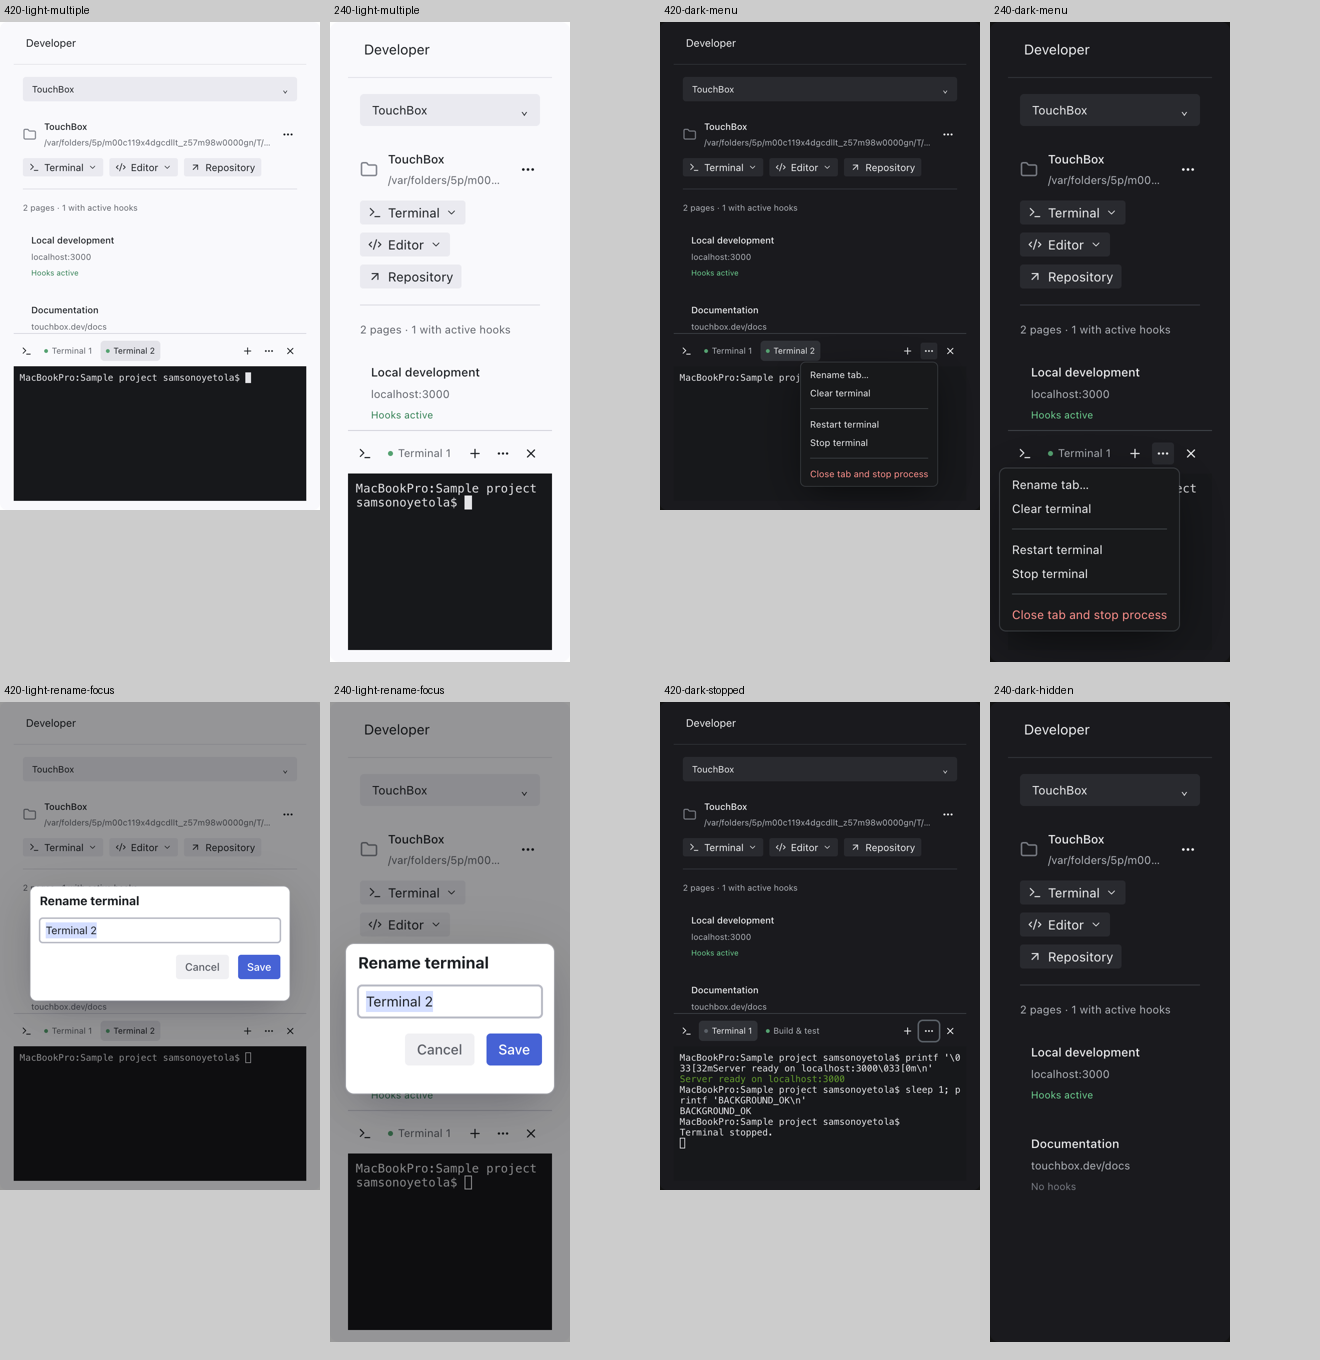 420-light-multiple
Developer
TouchBox
TouchBox
/var/folders/5p/m00c119x4dgcdllt_z57m98w0000gn/T/...
Terminal
Editor
Repository
2 pages · 1 with active hooks
Local development
localhost:3000
Hooks active
Documentation
touchbox.dev/docs
Terminal 1
Terminal 2
MacBookPro:Sample project samsonoyetola$
240-light-multiple
Developer
TouchBox
TouchBox
/var/folders/5p/m00...
Terminal
Editor
Repository
2 pages · 1 with active hooks
Local development
localhost:3000
Hooks active
Terminal 1
MacBookPro:Sample project
samsonoyetola$
420-dark-menu
Developer
TouchBox
TouchBox
/var/folders/5p/m00c119x4dgcdllt_z57m98w0000gn/T/...
Terminal
Editor
Repository
2 pages · 1 with active hooks
Local development
localhost:3000
Hooks active
Documentation
touchbox.dev/docs
Terminal 1
Terminal 2
MacBookPro:Sample proj
Rename tab...
Clear terminal
Restart terminal
Stop terminal
Close tab and stop process
240-dark-menu
Developer
TouchBox
TouchBox
/var/folders/5p/m00...
Terminal
Editor
Repository
2 pages · 1 with active hooks
Local development
localhost:3000
Hooks active
Terminal 1
ect
Rename tab...
Clear terminal
Restart terminal
Stop terminal
Close tab and stop process
420-light-rename-focus
Developer
TouchBox
TouchBox
/var/folders/5p/m00c119x4dgcdllt_z57m98w0000gn/T/...
Terminal
Editor
Repository
Rename terminal
Terminal 2
Cancel
Save
touchbox.dev/docs
Terminal 1
Terminal 2
MacBookPro:Sample project samsonoyetola$
240-light-rename-focus
Developer
TouchBox
TouchBox
/var/folders/5p/m00...
Terminal
Editor
Rename terminal
Terminal 2
Cancel
Save
Hooks active
Terminal 1
MacBookPro:Sample project
samsonoyetola$
420-dark-stopped
Developer
TouchBox
TouchBox
/var/folders/5p/m00c119x4dgcdllt_z57m98w0000gn/T/...
Terminal
Editor
Repository
2 pages · 1 with active hooks
Local development
localhost:3000
Hooks active
Documentation
touchbox.dev/docs
Terminal 1
Build & test
MacBookPro:Sample project samsonoyetola$ printf '\0
33[32mServer ready on localhost:3000\033[0m\n'
Server ready on localhost:3000
MacBookPro:Sample project samsonoyetola$ sleep 1; p
rintf 'BACKGROUND_OK\n'
BACKGROUND_OK
MacBookPro:Sample project samsonoyetola$
Terminal stopped.
240-dark-hidden
Developer
TouchBox
TouchBox
/var/folders/5p/m00...
Terminal
Editor
Repository
2 pages · 1 with active hooks
Local development
localhost:3000
Hooks active
Documentation
touchbox.dev/docs
No hooks